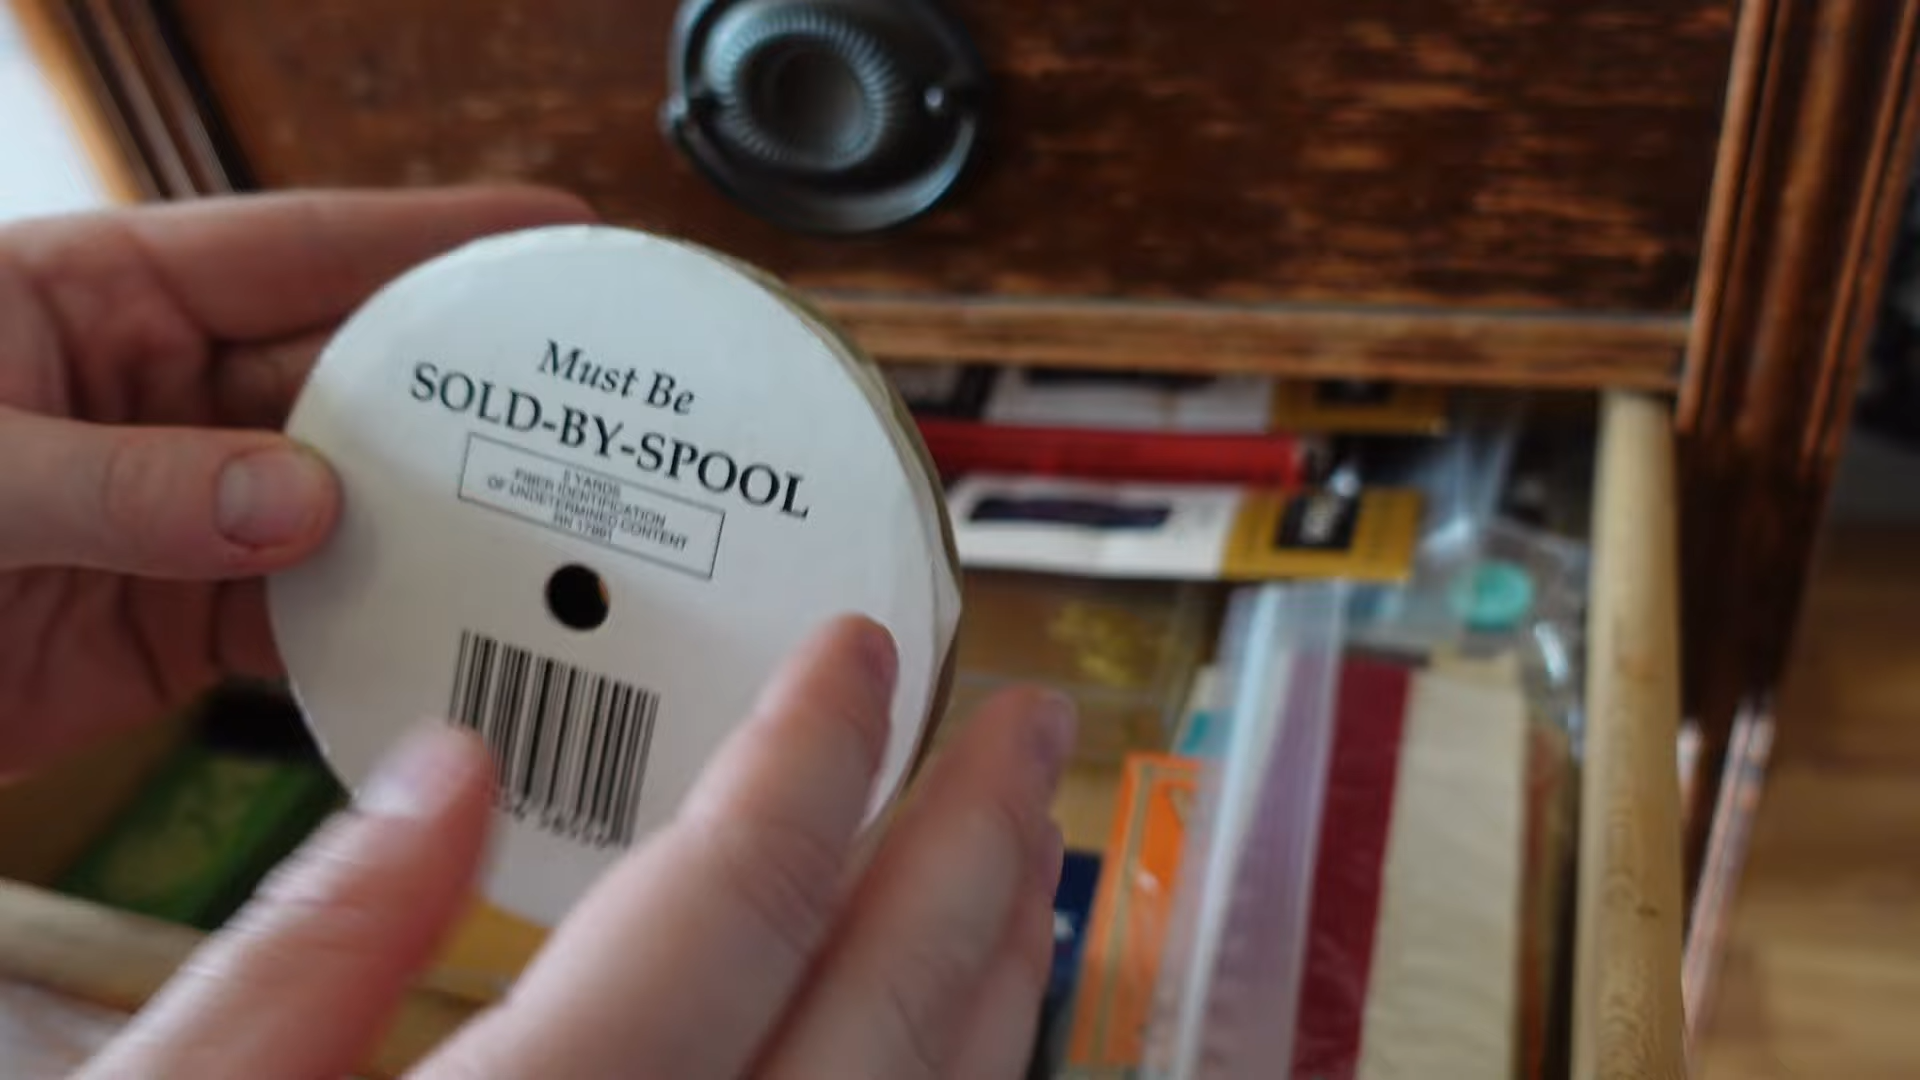 Must Be
SOLD-BY-SPOOL
5 YARDS
FIBER IDENTIFICATION
OF UNDETERMINED CONTENT